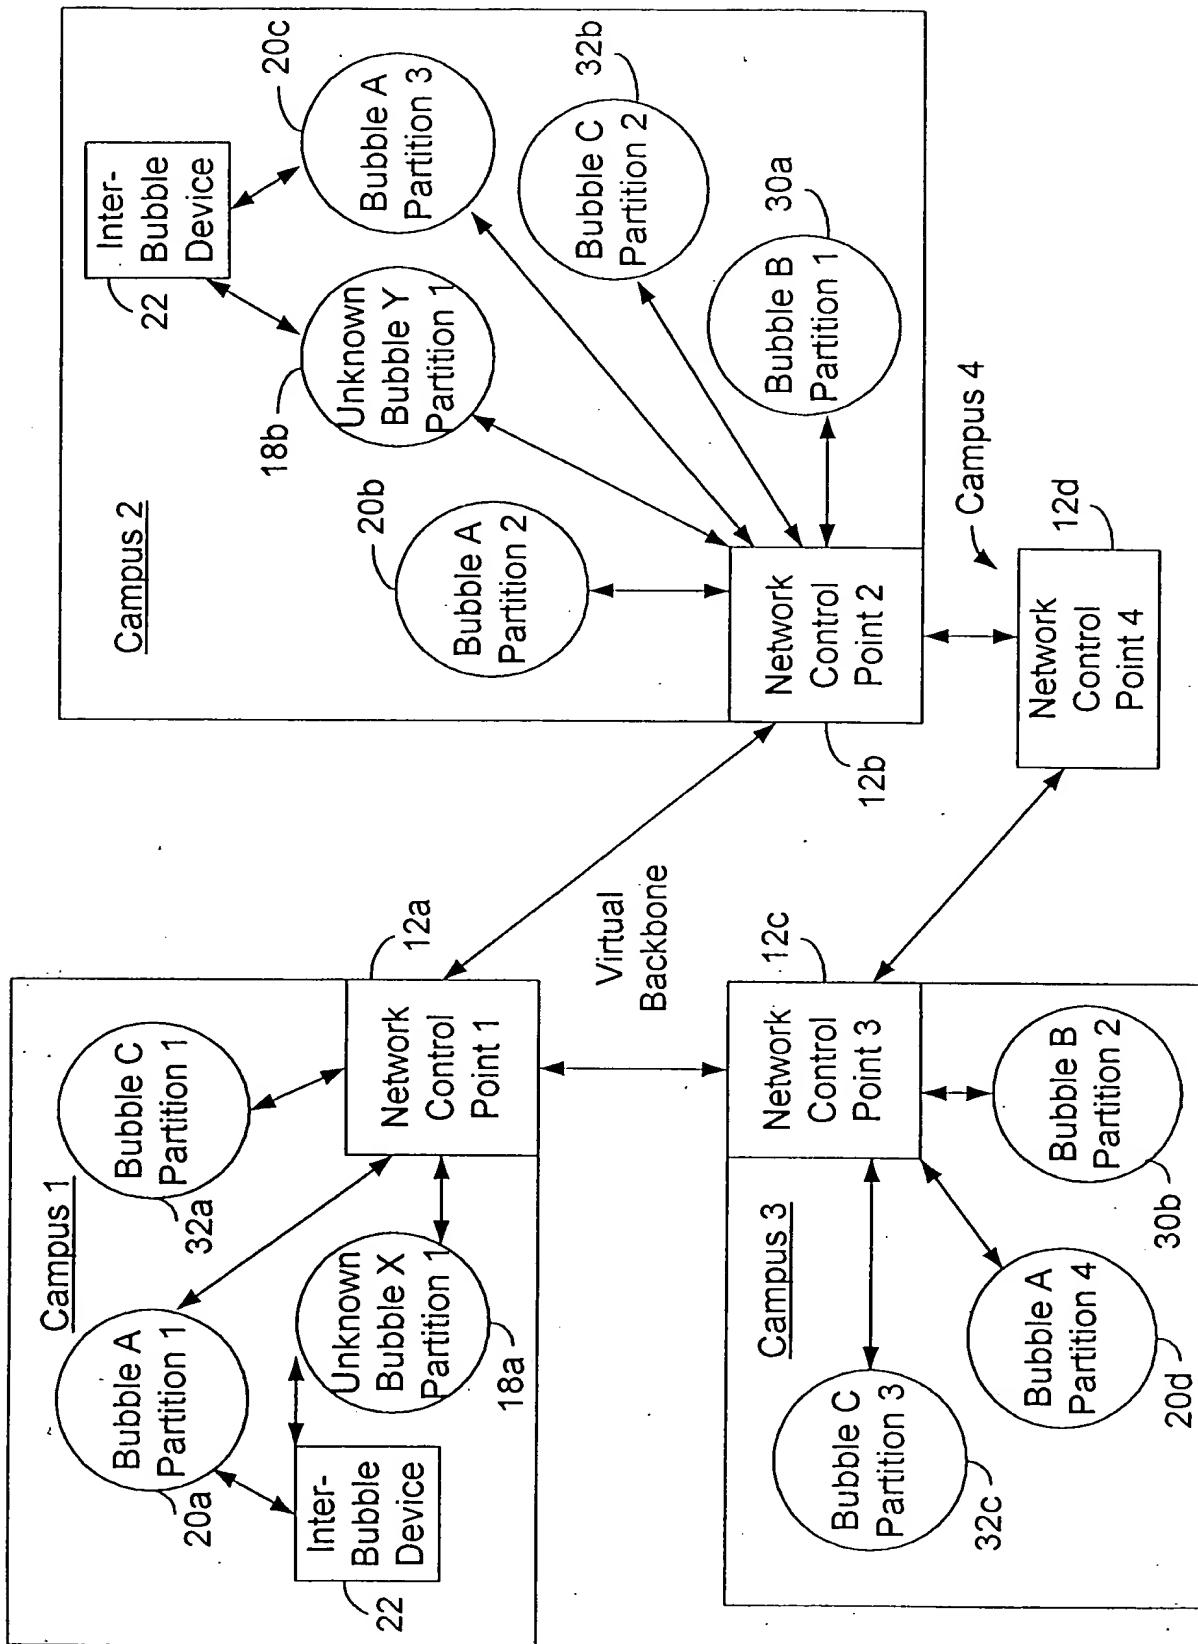 Campus 1
Bubble A
Partition 1
20a
Bubble C
Partition 1
32a
Inter-
Bubble
Device
22
Unknown
Bubble X
Partition 1
18a
Network
Control
Point 1
12a
Campus 2
Bubble A
Partition 2
20b
Unknown
Bubble Y
Partition 1
18b
Inter-
Bubble
Device
22
Bubble A
Partition 3
20c
Bubble C
Partition 2
32b
Bubble B
Partition 1
30a
Network
Control
Point 2
12b
Virtual
Backbone
Campus 3
Bubble C
Partition 3
32c
Bubble A
Partition 4
20d
Bubble B
Partition 2
30b
Network
Control
Point 3
12c
Campus 4
Network
Control
Point 4
12d